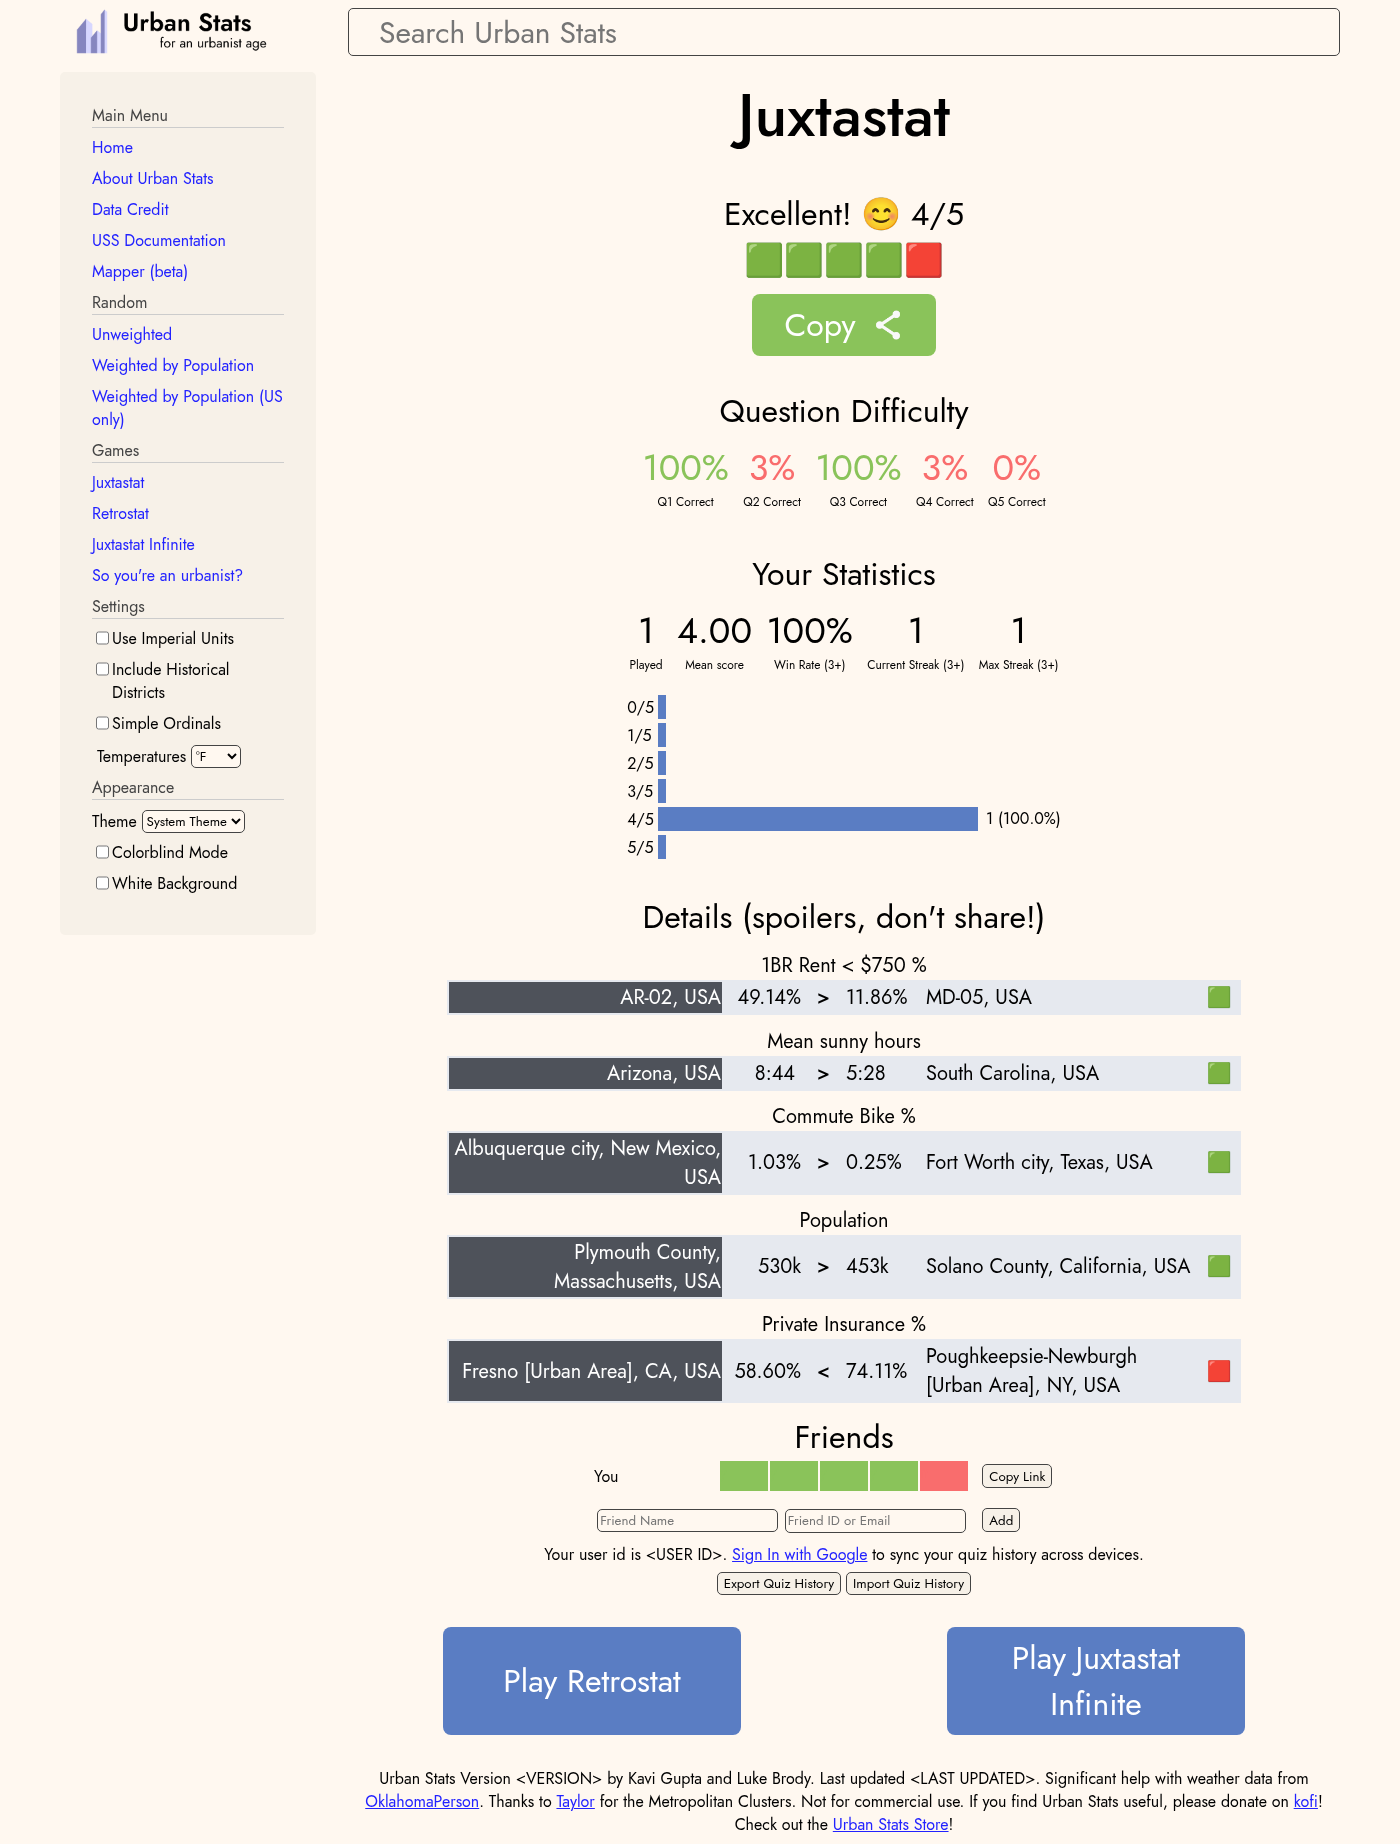 Urban Stats
for an urbanist age
Search Urban Stats
Main Menu
Home
About Urban Stats
Data Credit
USS Documentation
Mapper (beta)
Random
Unweighted
Weighted by Population
Weighted by Population (US
only)
Games
Juxtastat
Retrostat
Juxtastat Infinite
So you're an urbanist?
Settings
Use Imperial Units
Include Historical
Districts
Simple Ordinals
Temperatures °F
Appearance
Theme System Theme
Colorblind Mode
White Background
Juxtastat
Excellent! 😊 4/5
🟩🟩🟩🟩🟥
Copy
Question Difficulty
100% 3% 100% 3% 0%
Q1 Correct Q2 Correct Q3 Correct Q4 Correct Q5 Correct
Your Statistics
1 4.00 100% 1 1
Played Mean score Win Rate (3+) Current Streak (3+) Max Streak (3+)
0/5
1/5
2/5
3/5
4/5 1 (100.0%)
5/5
Details (spoilers, don't share!)
1BR Rent < $750 %
AR-02, USA 49.14% > 11.86% MD-05, USA 🟩
Mean sunny hours
Arizona, USA 8:44 > 5:28 South Carolina, USA 🟩
Commute Bike %
Albuquerque city, New Mexico,
USA 1.03% > 0.25% Fort Worth city, Texas, USA 🟩
Population
Plymouth County,
Massachusetts, USA 530k > 453k Solano County, California, USA 🟩
Private Insurance %
Fresno [Urban Area], CA, USA 58.60% < 74.11% Poughkeepsie-Newburgh
[Urban Area], NY, USA 🟥
Friends
You Copy Link
Friend Name Friend ID or Email Add
Your user id is <USER ID>. Sign In with Google to sync your quiz history across devices.
Export Quiz History Import Quiz History
Play Retrostat
Play Juxtastat
Infinite
Urban Stats Version <VERSION> by Kavi Gupta and Luke Brody. Last updated <LAST UPDATED>. Significant help with weather data from
OklahomaPerson. Thanks to Taylor for the Metropolitan Clusters. Not for commercial use. If you find Urban Stats useful, please donate on kofi!
Check out the Urban Stats Store!